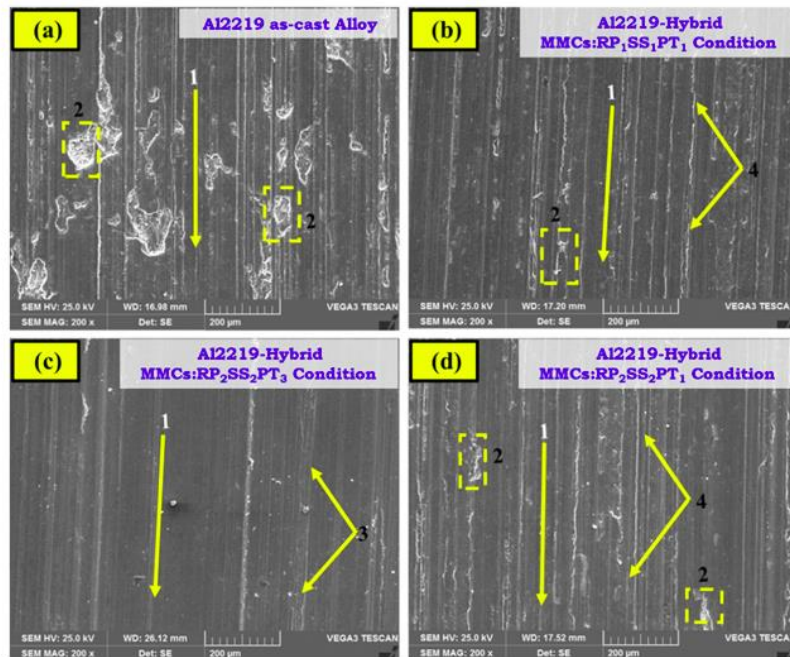 (a)
Al2219 as-cast Alloy
1
2
2
SEM HV: 25.0 kV WD: 16.98 mm VEGA3 TESCAN
SEM MAG: 200 x Det: SE 200 µm
(b)
Al2219-Hybrid
MMCs:RP₁SS₁PT₁ Condition
1
4
2
SEM HV: 25.0 kV WD: 17.20 mm VEGA3 TESCAN
SEM MAG: 200 x Det: SE 200 µm
(c)
Al2219-Hybrid
MMCs:RP₂SS₂PT₃ Condition
1
3
SEM HV: 25.0 kV WD: 26.12 mm VEGA3 TESCAN
SEM MAG: 200 x Det: SE 200 µm
(d)
Al2219-Hybrid
MMCs:RP₂SS₂PT₁ Condition
1
2
4
2
SEM HV: 25.0 kV WD: 17.52 mm VEGA3 TESCAN
SEM MAG: 200 x Det: SE 200 µm